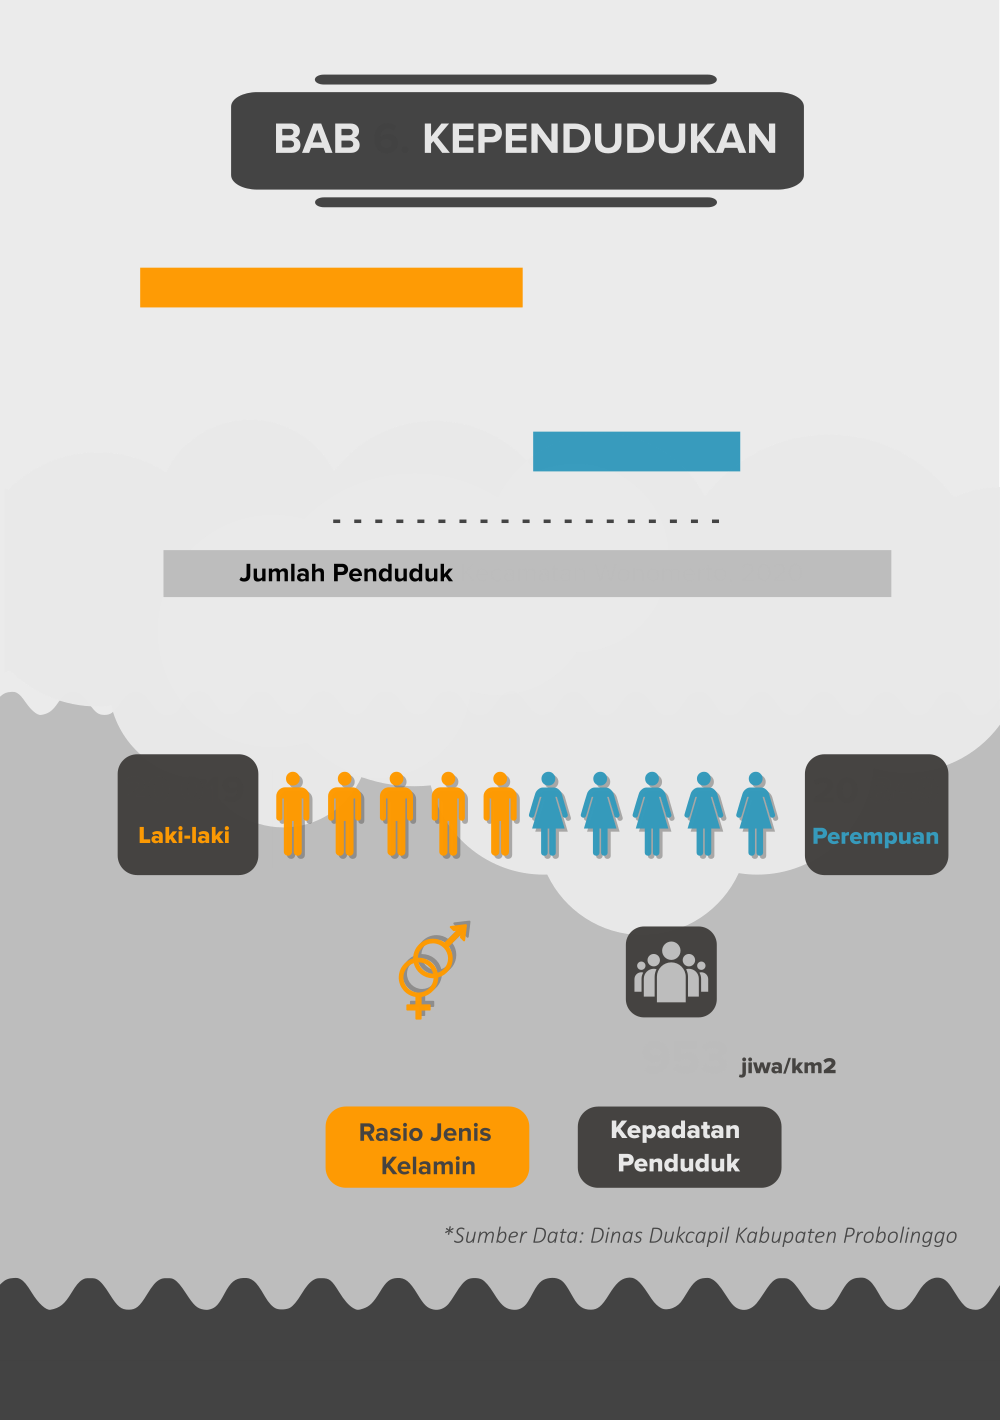 BAB 6. KEPENDUDUKAN
Jumlah Penduduk
Laki-laki
Perempuan
jiwa/km2
Rasio Jenis
Kelamin
Kepadatan
Penduduk
*Sumber Data: Dinas Dukcapil Kabupaten Probolinggo